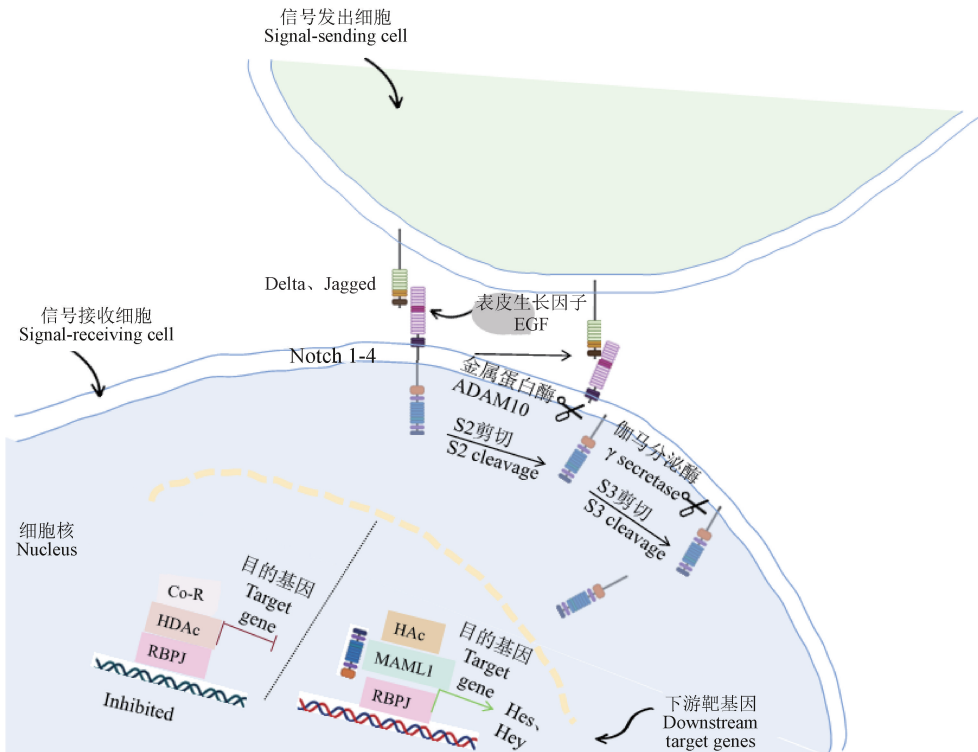 信号发出细胞
Signal-sending cell
Delta、Jagged
表皮生长因子
EGF
信号接收细胞
Signal-receiving cell
Notch 1-4
金属蛋白酶
ADAM10
S2剪切
S2 cleavage
伽马分泌酶
γ secretase
S3剪切
S3 cleavage
细胞核
Nucleus
Co-R
HDAc
RBPJ
目的基因
Target
gene
Inhibited
HAc
MAML1
RBPJ
目的基因
Target
gene
Hes、
Hey
下游靶基因
Downstream
target genes